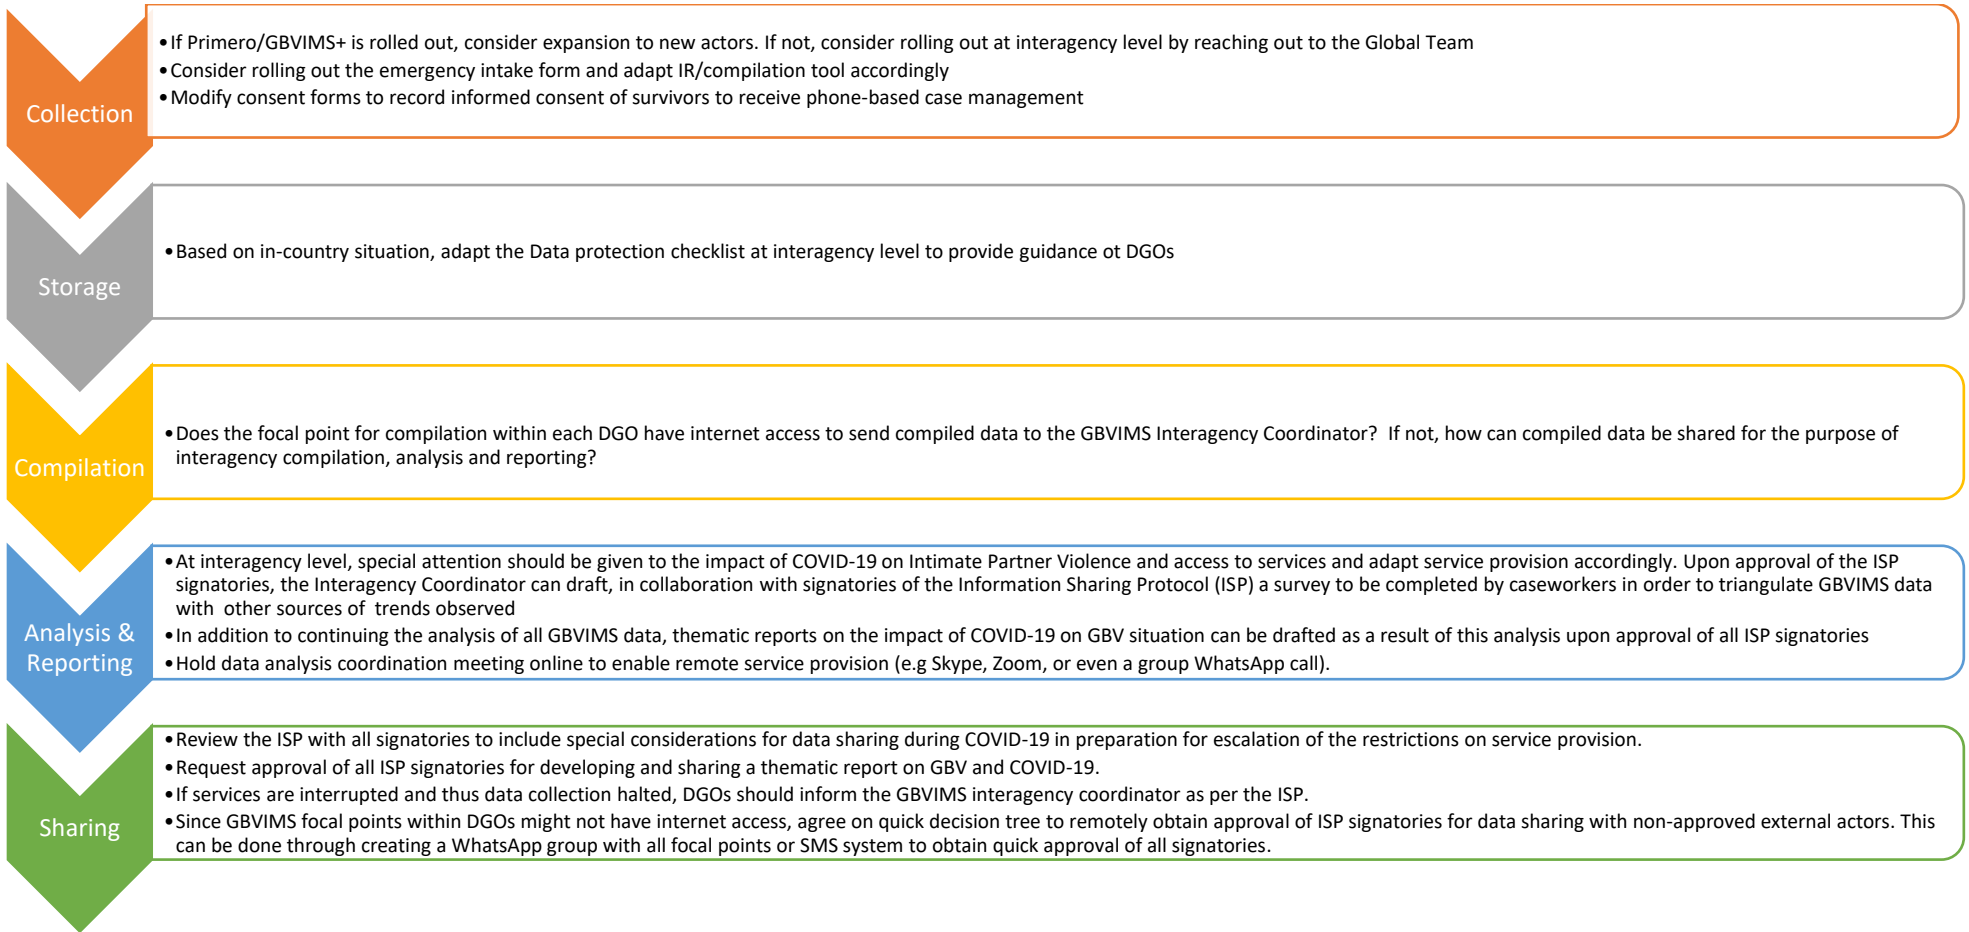 Collection
•If Primero/GBVIMS+ is rolled out, consider expansion to new actors. If not, consider rolling out at interagency level by reaching out to the Global Team
•Consider rolling out the emergency intake form and adapt IR/compilation tool accordingly
•Modify consent forms to record informed consent of survivors to receive phone-based case management
Storage
•Based on in-country situation, adapt the Data protection checklist at interagency level to provide guidance ot DGOs
Compilation
•Does the focal point for compilation within each DGO have internet access to send compiled data to the GBVIMS Interagency Coordinator?  If not, how can compiled data be shared for the purpose of
interagency compilation, analysis and reporting?
Analysis &
Reporting
•At interagency level, special attention should be given to the impact of COVID-19 on Intimate Partner Violence and access to services and adapt service provision accordingly. Upon approval of the ISP
signatories, the Interagency Coordinator can draft, in collaboration with signatories of the Information Sharing Protocol (ISP) a survey to be completed by caseworkers in order to triangulate GBVIMS data
with  other sources of  trends observed
•In addition to continuing the analysis of all GBVIMS data, thematic reports on the impact of COVID-19 on GBV situation can be drafted as a result of this analysis upon approval of all ISP signatories
•Hold data analysis coordination meeting online to enable remote service provision (e.g Skype, Zoom, or even a group WhatsApp call).
Sharing
•Review the ISP with all signatories to include special considerations for data sharing during COVID-19 in preparation for escalation of the restrictions on service provision.
•Request approval of all ISP signatories for developing and sharing a thematic report on GBV and COVID-19.
•If services are interrupted and thus data collection halted, DGOs should inform the GBVIMS interagency coordinator as per the ISP.
•Since GBVIMS focal points within DGOs might not have internet access, agree on quick decision tree to remotely obtain approval of ISP signatories for data sharing with non-approved external actors. This
can be done through creating a WhatsApp group with all focal points or SMS system to obtain quick approval of all signatories.